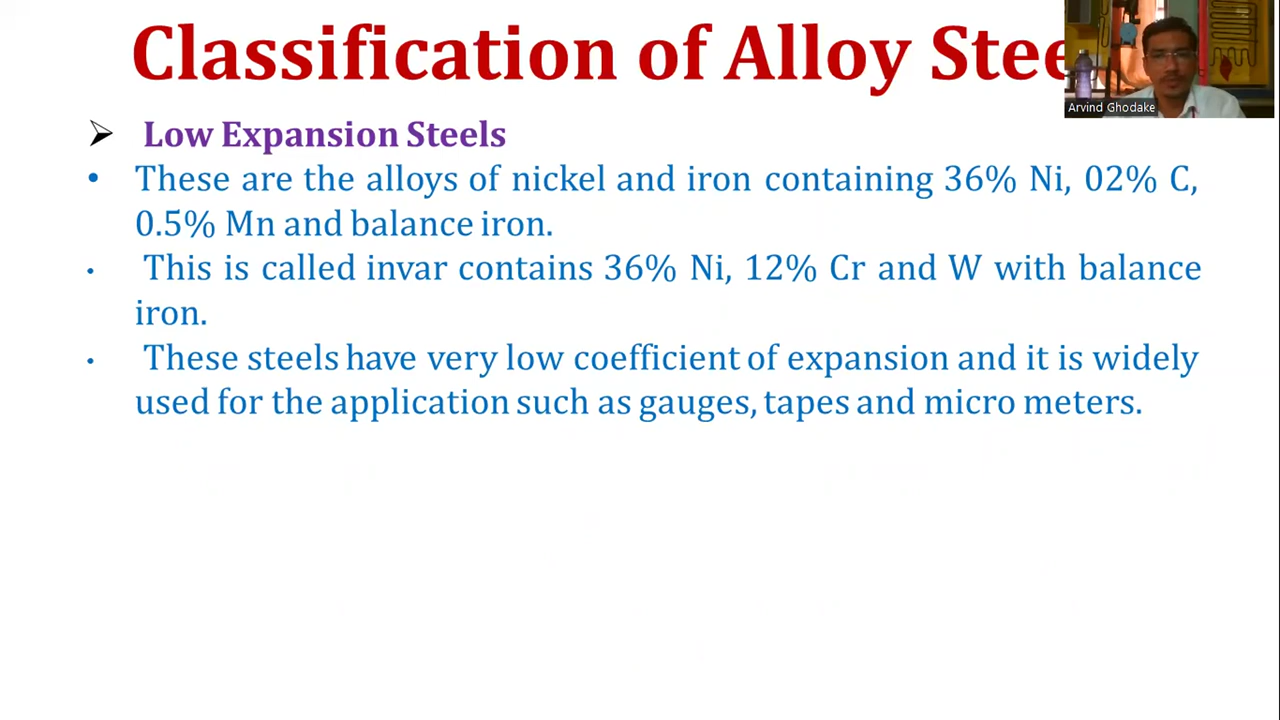 Classification of Alloy Stee
Arvind Ghodake
➢ Low Expansion Steels
• These are the alloys of nickel and iron containing 36% Ni, 02% C,
0.5% Mn and balance iron.
• This is called invar contains 36% Ni, 12% Cr and W with balance
iron.
• These steels have very low coefficient of expansion and it is widely
used for the application such as gauges, tapes and micro meters.